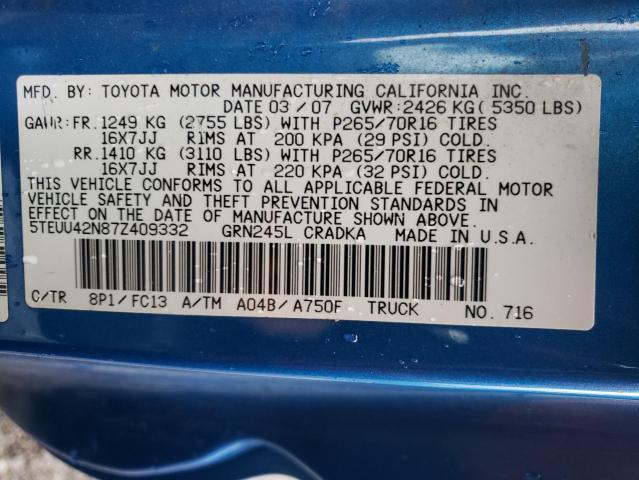 MFD. BY: TOYOTA MOTOR MANUFACTURING CALIFORNIA INC.
DATE 03/07 GVWR:2426 KG( 5350 LBS)
GAWR:FR.1249 KG (2755 LBS) WITH P265/70R16 TIRES
16X7JJ RIMS AT 200 KPA (29 PSI) COLD.
RR.1410 KG (3110 LBS) WITH P265/70R16 TIRES
16X7JJ RIMS AT 220 KPA (32 PSI) COLD.
THIS VEHICLE CONFORMS TO ALL APPLICABLE FEDERAL MOTOR
VEHICLE SAFETY AND THEFT PREVENTION STANDARDS IN
EFFECT ON THE DATE OF MANUFACTURE SHOWN ABOVE.
5TEUU42N87Z409332 GRN245L CRADKA MADE IN U.S.A.
C/TR 8P1/FC13 A/TM A04B/A750F TRUCK NO. 716